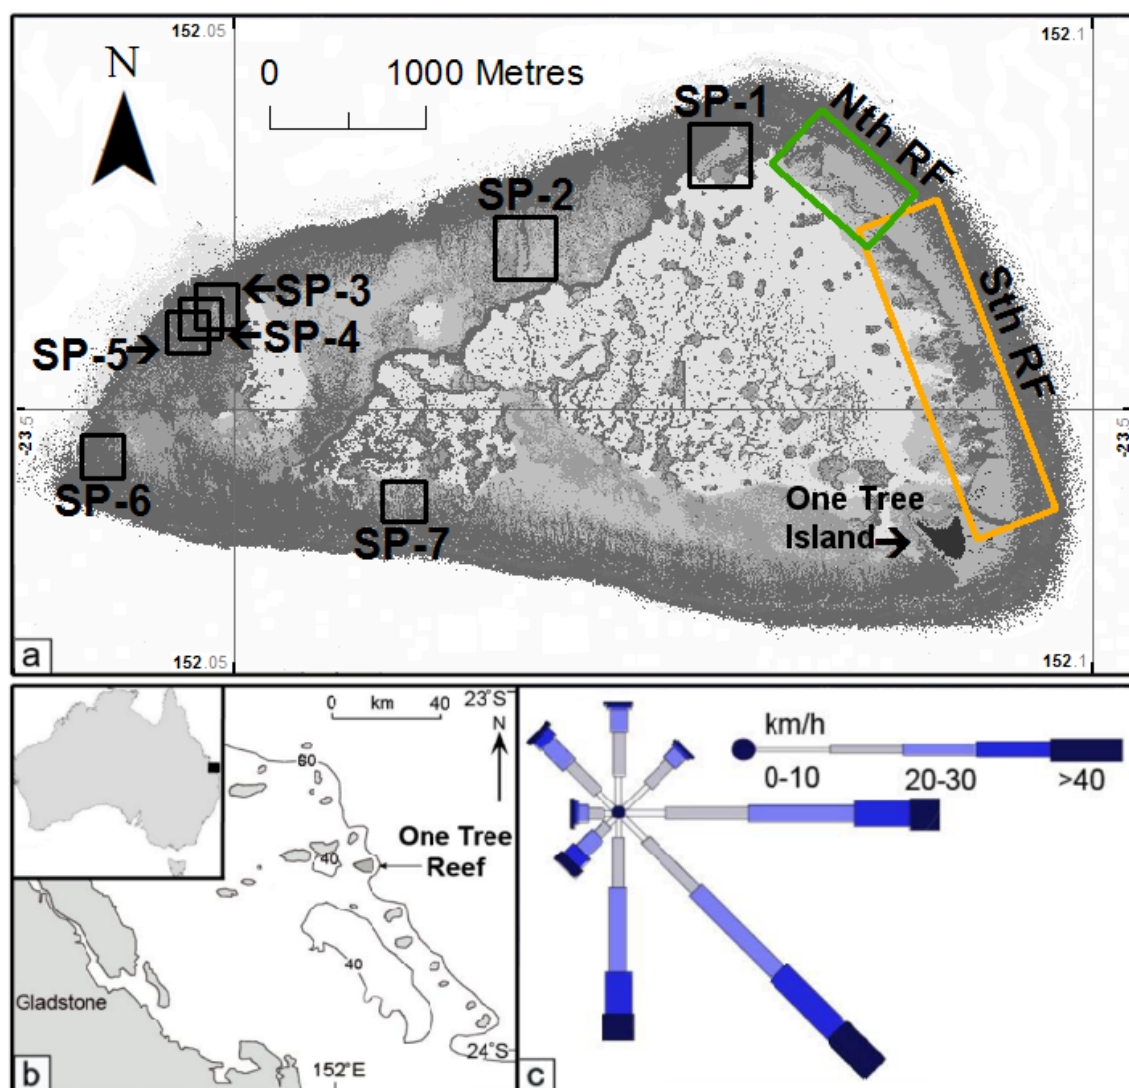 152.05
152.1
N
0 1000 Metres
SP-1
Nth RF
SP-2
SP-3
SP-4
SP-5
Sth RF
-23.5
-23.5
SP-6
SP-7
One Tree
Island
a
152.05
152.1
0 km 40
23°S
N
60
One Tree
Reef
40
40
Gladstone
24°S
152°E
b
km/h
0-10 20-30 >40
c